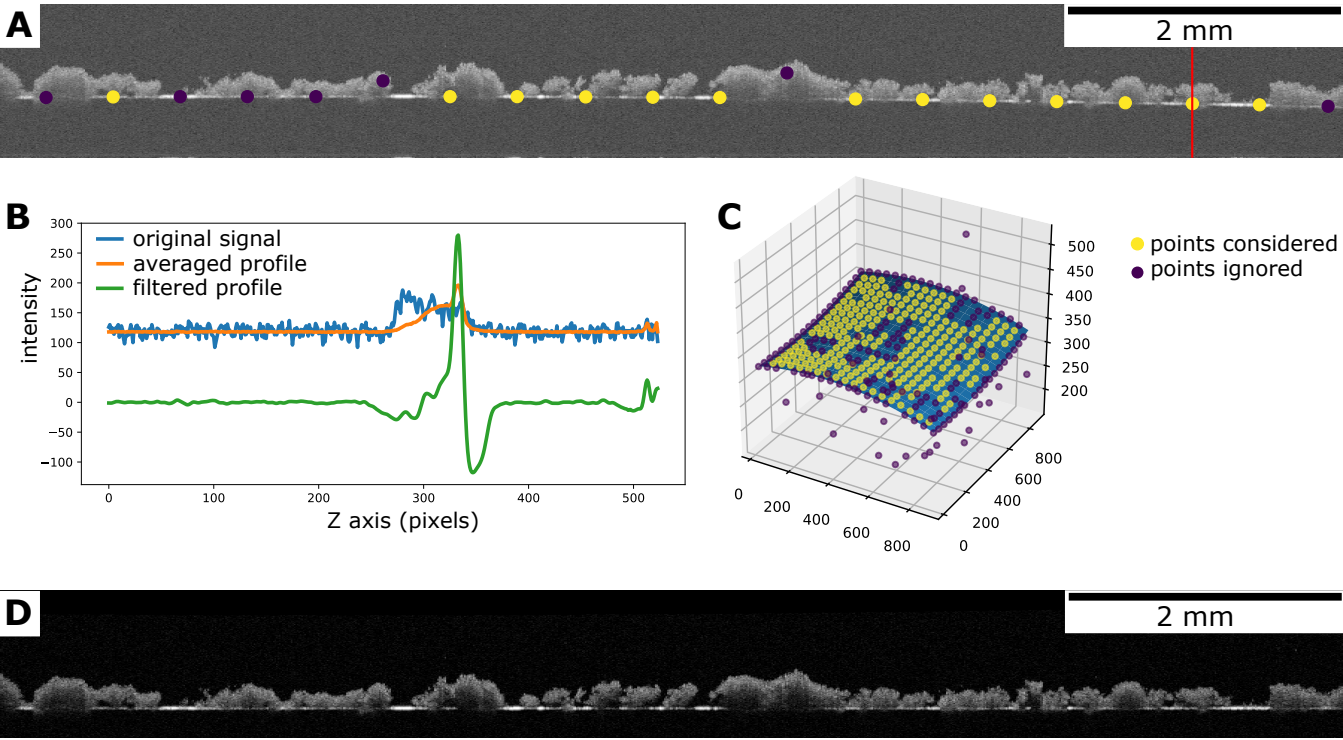 A
2 mm
B
intensity
300
250
200
150
100
50
0
−50
−100
original signal
averaged profile
filtered profile
0
100
200
300
400
500
Z axis (pixels)
C
points considered
points ignored
500
450
400
350
300
250
200
0
200
400
600
800
0
200
400
600
800
D
2 mm